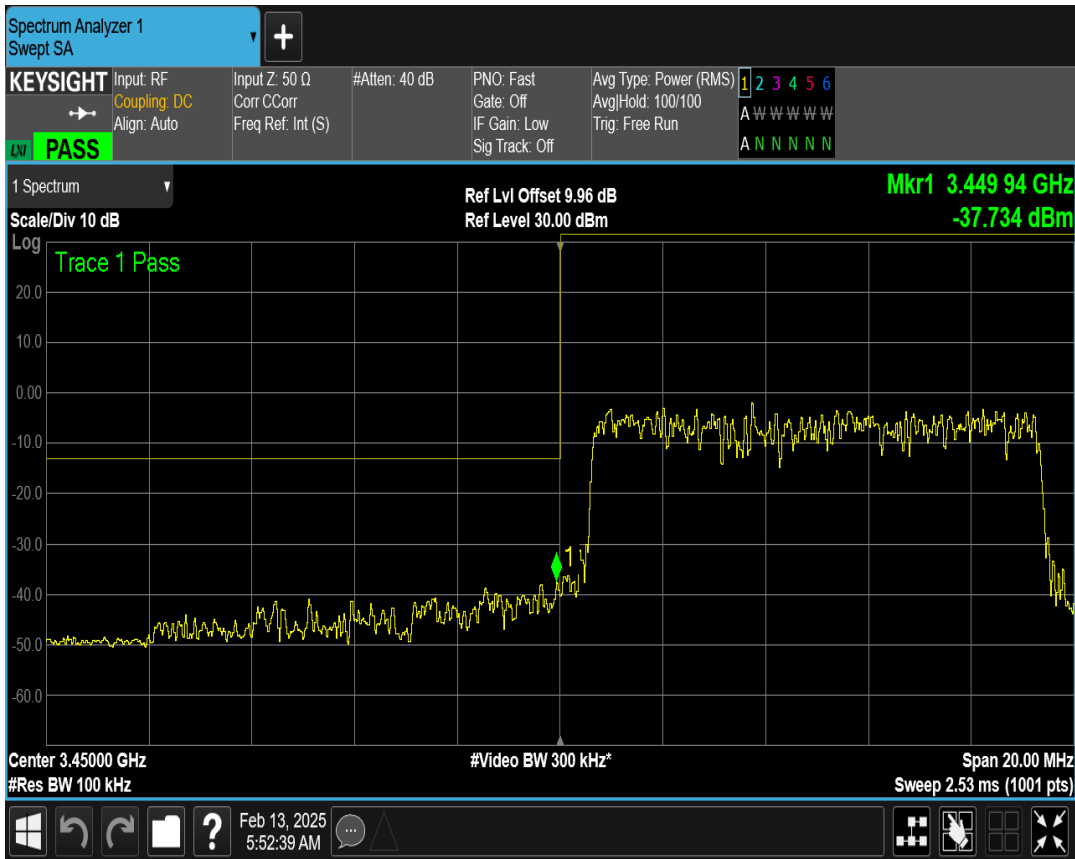 Spectrum Analyzer 1
Swept SA
KEYSIGHT
LXI PASS
Input: RF
Coupling: DC
Align: Auto
Input Z: 50 Ω
Corr CCorr
Freq Ref: Int (S)
#Atten: 40 dB
PNO: Fast
Gate: Off
IF Gain: Low
Sig Track: Off
Avg Type: Power (RMS)
Avg|Hold: 100/100
Trig: Free Run
1 2 3 4 5 6
A W W W W W
A N N N N N
1 Spectrum
Scale/Div 10 dB
Ref Lvl Offset 9.96 dB
Ref Level 30.00 dBm
Mkr1 3.449 94 GHz
-37.734 dBm
Log
Trace 1 Pass
20.0
10.0
0.00
-10.0
-20.0
-30.0
1
-40.0
-50.0
-60.0
Center 3.45000 GHz
#Res BW 100 kHz
#Video BW 300 kHz*
Span 20.00 MHz
Sweep 2.53 ms (1001 pts)
?
Feb 13, 2025
5:52:39 AM